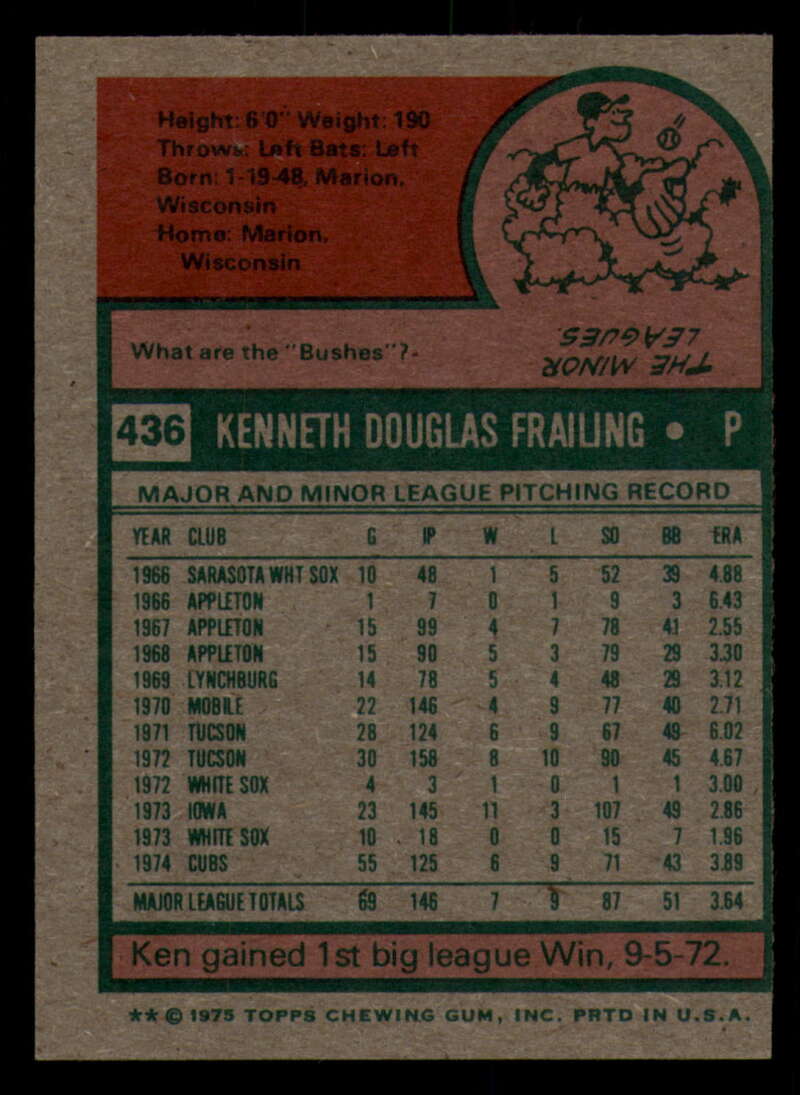 Height: 6'0" Weight: 190
Throws: Left Bats: Left
Born: 1-19-48, Marion,
Wisconsin
Home: Marion,
Wisconsin
What are the "Bushes"?
THE MINOR
LEAGUES.
436 KENNETH DOUGLAS FRAILING • P
MAJOR AND MINOR LEAGUE PITCHING RECORD
YEAR CLUB G IP W L SO BB ERA
1966 SARASOTA WHT SOX 10 48 1 5 52 39 4.88
1966 APPLETON 1 7 0 1 9 3 6.43
1967 APPLETON 15 99 4 7 78 41 2.55
1968 APPLETON 15 90 5 3 79 29 3.30
1969 LYNCHBURG 14 78 5 4 48 29 3.12
1970 MOBILE 22 146 4 9 77 40 2.71
1971 TUCSON 28 124 6 9 67 49 6.02
1972 TUCSON 30 158 8 10 90 45 4.67
1972 WHITE SOX 4 3 1 0 1 1 3.00
1973 IOWA 23 145 11 3 107 49 2.86
1973 WHITE SOX 10 18 0 0 15 7 1.96
1974 CUBS 55 125 6 9 71 43 3.89
MAJOR LEAGUE TOTALS 69 146 7 9 87 51 3.64
Ken gained 1st big league Win, 9-5-72.
** © 1975 TOPPS CHEWING GUM, INC. PRTD IN U.S.A.